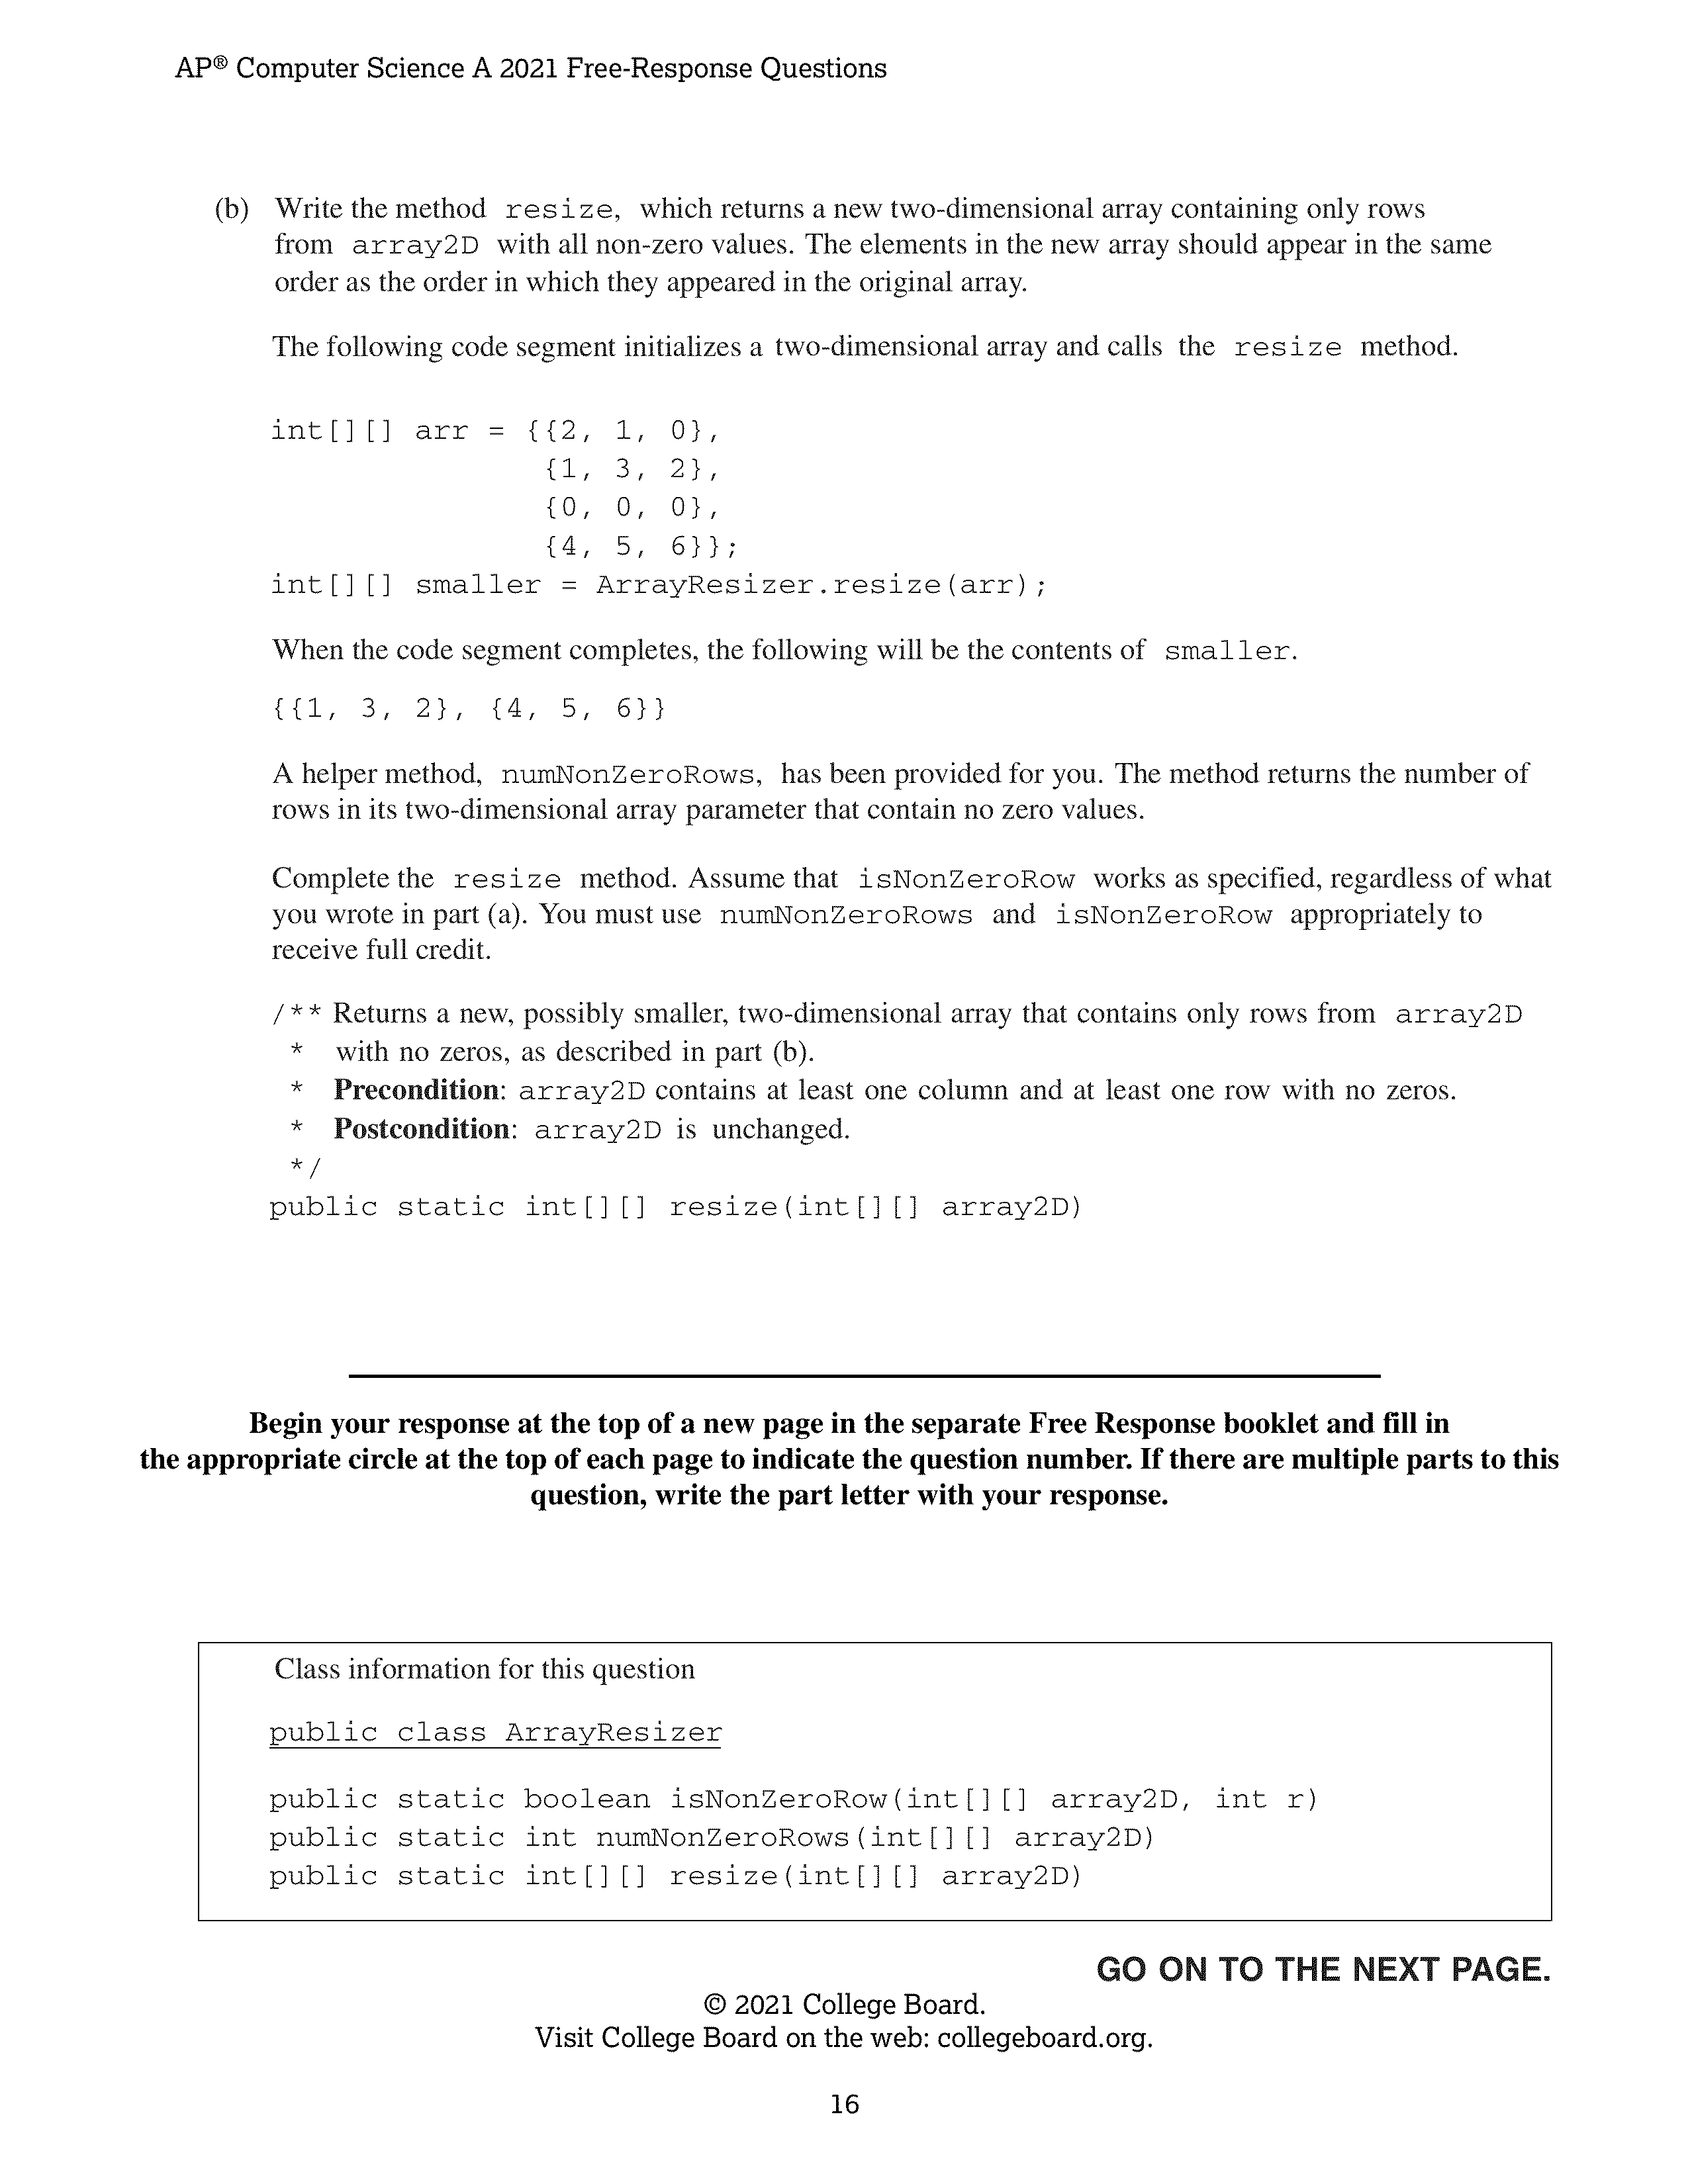 AP® Computer Science A 2021 Free-Response Questions
(b) Write the method resize, which returns a new two-dimensional array containing only rows
from array2D with all non-zero values. The elements in the new array should appear in the same
order as the order in which they appeared in the original array.
The following code segment initializes a two-dimensional array and calls the resize method.
int[][] arr = {{2, 1, 0},
{1, 3, 2},
{0, 0, 0},
{4, 5, 6}};
int[][] smaller = ArrayResizer.resize(arr);
When the code segment completes, the following will be the contents of smaller.
{{1, 3, 2}, {4, 5, 6}}
A helper method, numNonZeroRows, has been provided for you. The method returns the number of
rows in its two-dimensional array parameter that contain no zero values.
Complete the resize method. Assume that isNonZeroRow works as specified, regardless of what
you wrote in part (a). You must use numNonZeroRows and isNonZeroRow appropriately to
receive full credit.
/** Returns a new, possibly smaller, two-dimensional array that contains only rows from array2D
* with no zeros, as described in part (b).
* Precondition: array2D contains at least one column and at least one row with no zeros.
* Postcondition: array2D is unchanged.
*/
public static int[][] resize(int[][] array2D)
Begin your response at the top of a new page in the separate Free Response booklet and fill in
the appropriate circle at the top of each page to indicate the question number. If there are multiple parts to this
question, write the part letter with your response.
Class information for this question
public class ArrayResizer
public static boolean isNonZeroRow(int[][] array2D, int r)
public static int numNonZeroRows(int[][] array2D)
public static int[][] resize(int[][] array2D)
GO ON TO THE NEXT PAGE.
© 2021 College Board.
Visit College Board on the web: collegeboard.org.
16